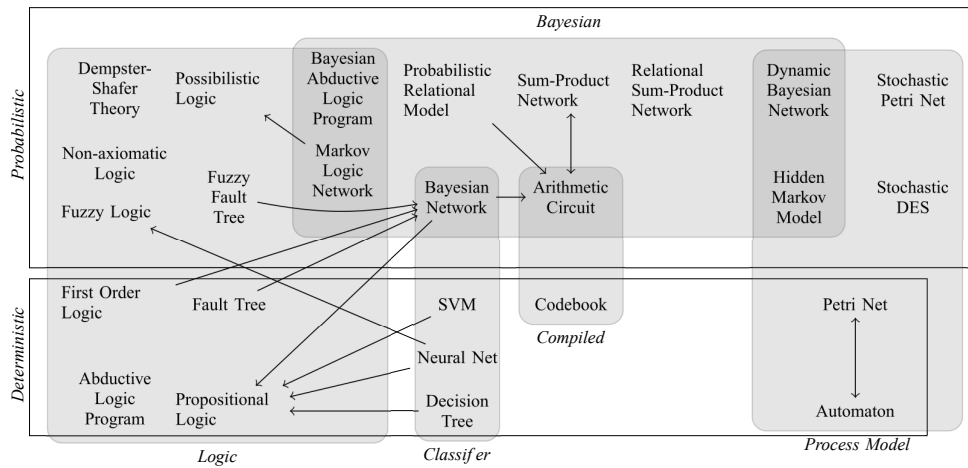 Bayesian
Probabilistic
Dempster-
Shafer
Theory
Possibilistic
Logic
Bayesian
Abductive
Logic
Program
Probabilistic
Relational
Model
Sum-Product
Network
Relational
Sum-Product
Network
Dynamic
Bayesian
Network
Stochastic
Petri Net
Non-axiomatic
Logic
Markov
Logic
Network
Fuzzy
Fault
Tree
Bayesian
Network
Arithmetic
Circuit
Hidden
Markov
Model
Stochastic
DES
Fuzzy Logic
Deterministic
First Order
Logic
Fault Tree
SVM
Codebook
Petri Net
Compiled
Neural Net
Abductive
Logic
Program
Propositional
Logic
Decision
Tree
Automaton
Logic
Classifer
Process Model